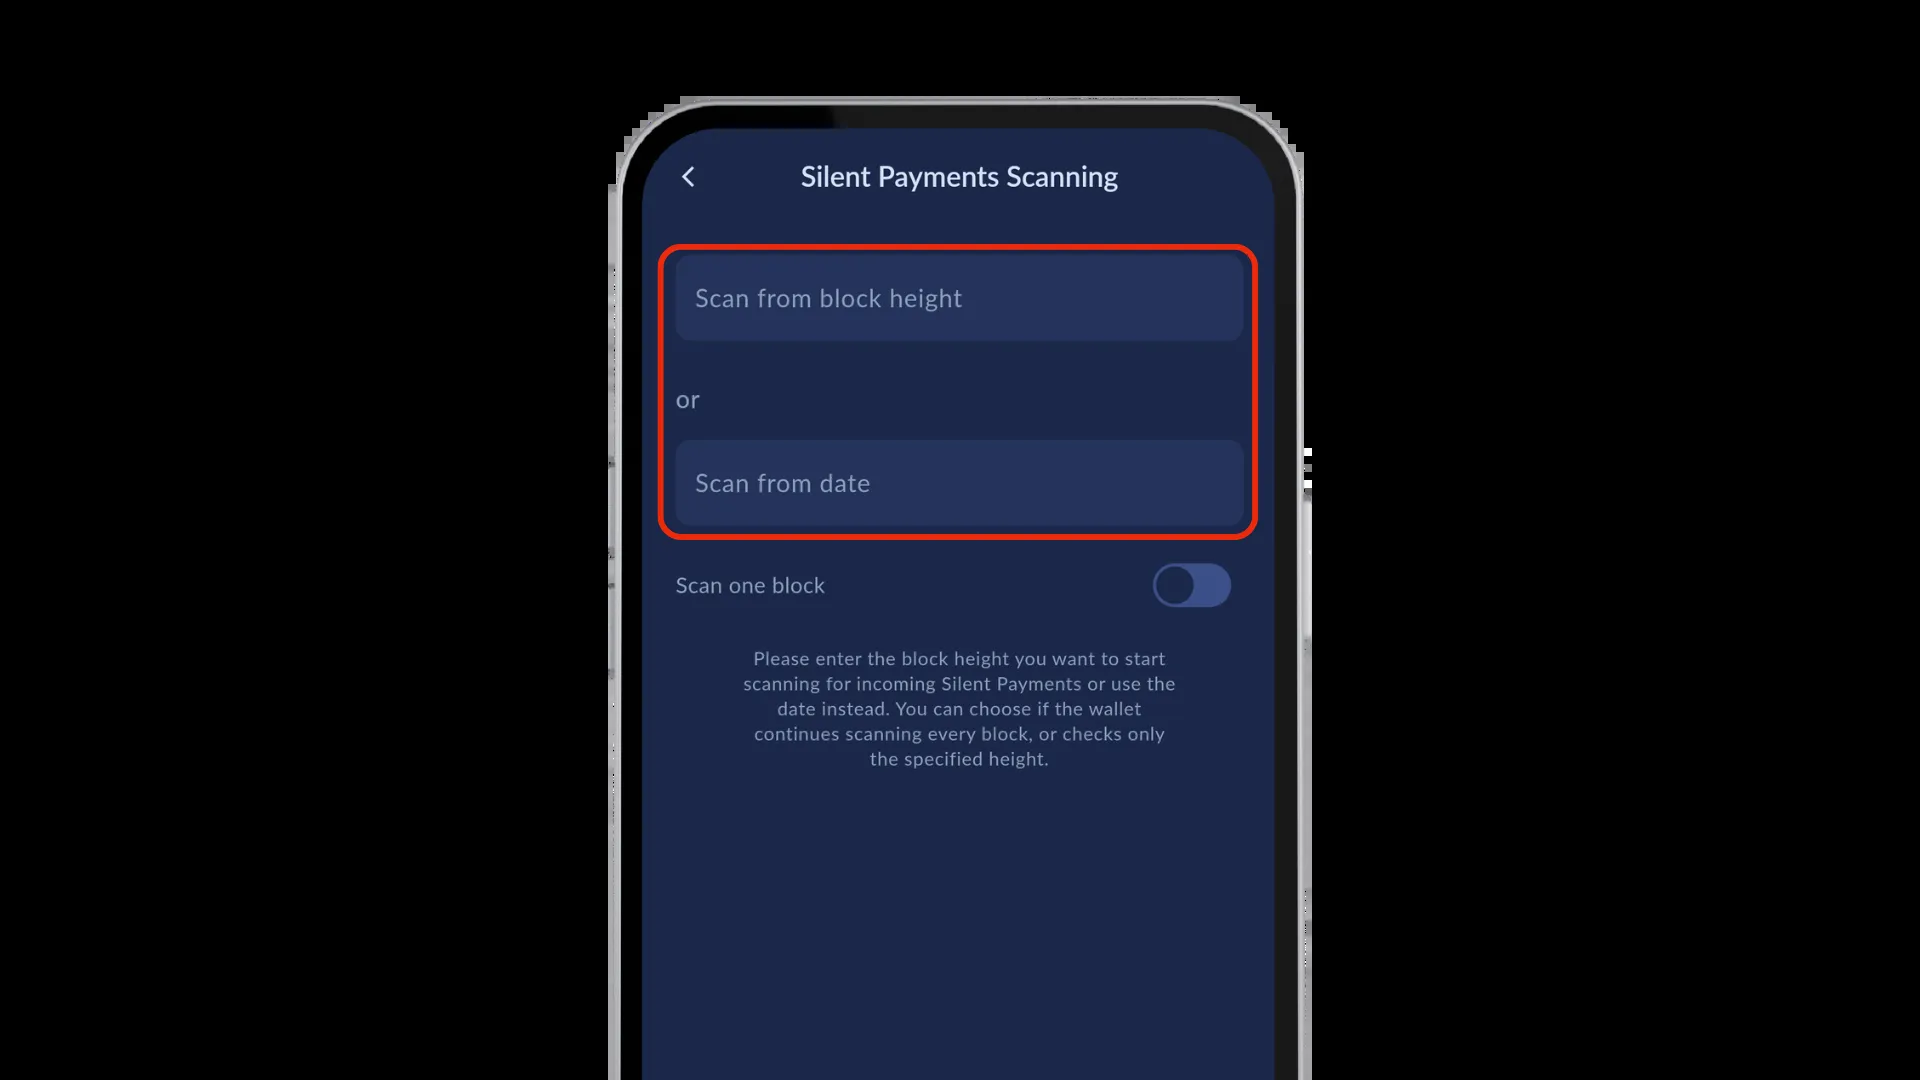 Silent Payments Scanning
Scan from block height
or
Scan from date
Scan one block
Please enter the block height you want to start
scanning for incoming Silent Payments or use the
date instead. You can choose if the wallet
continues scanning every block, or checks only
the specified height.